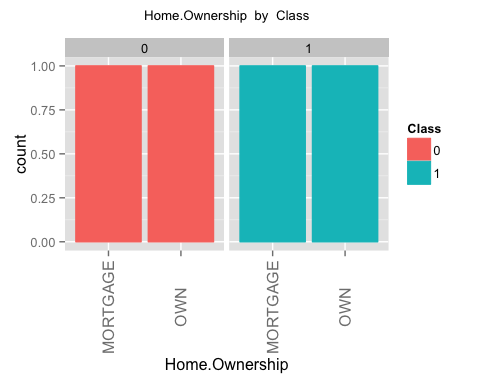 Home.Ownership by Class
0
1
1.00
0.75
0.50
0.25
0.00
count
MORTGAGE
OWN
MORTGAGE
OWN
Home.Ownership
Class
0
1